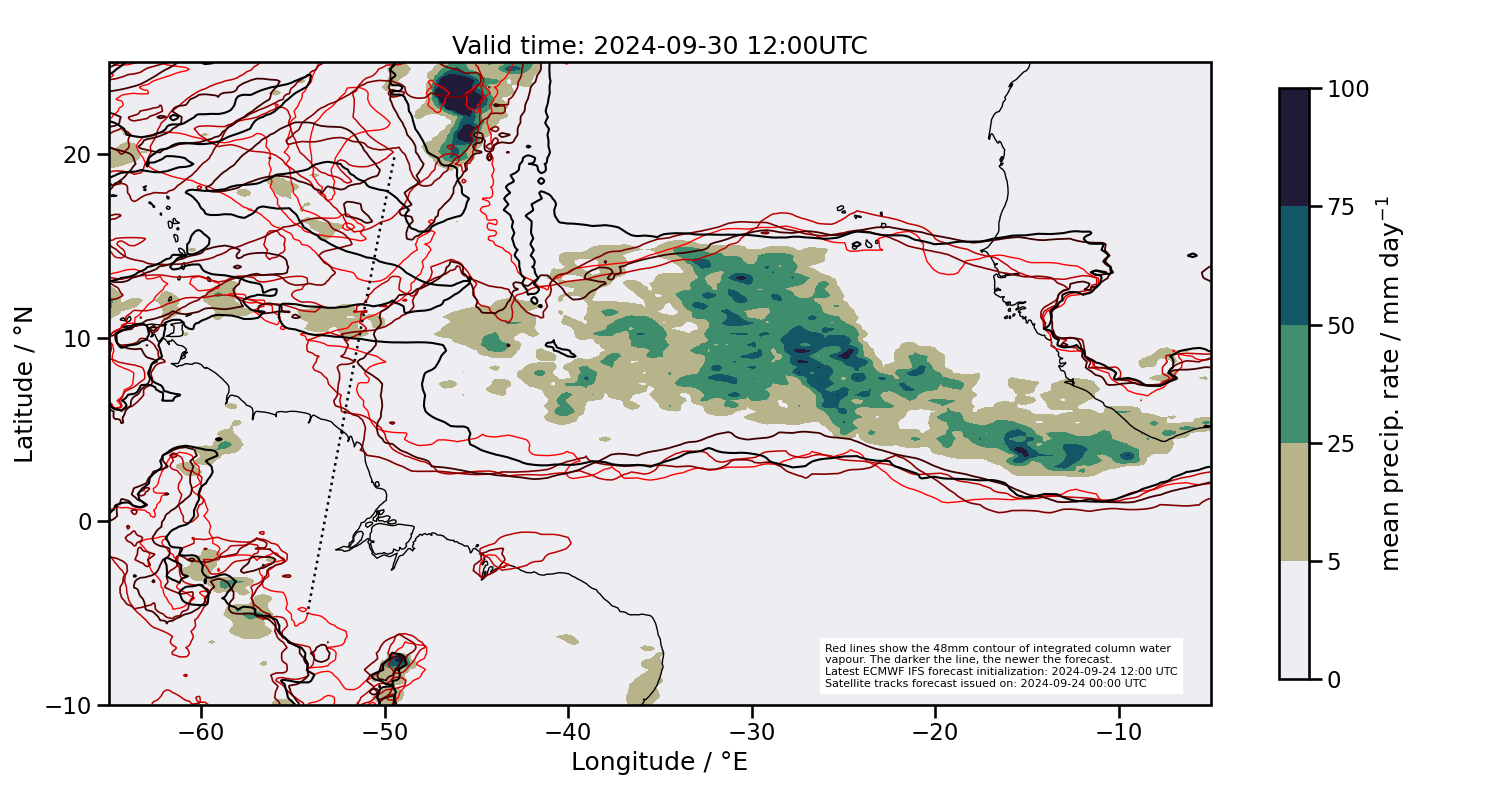 Valid time: 2024-09-30 12:00UTC
20
10
0
−10
Latitude / °N
−60
−50
−40
−30
−20
−10
Longitude / °E
Red lines show the 48mm contour of integrated column water
vapour. The darker the line, the newer the forecast.
Latest ECMWF IFS forecast initialization: 2024-09-24 12:00 UTC
Satellite tracks forecast issued on: 2024-09-24 00:00 UTC
100
75
50
25
5
0
mean precip. rate / mm day⁻¹